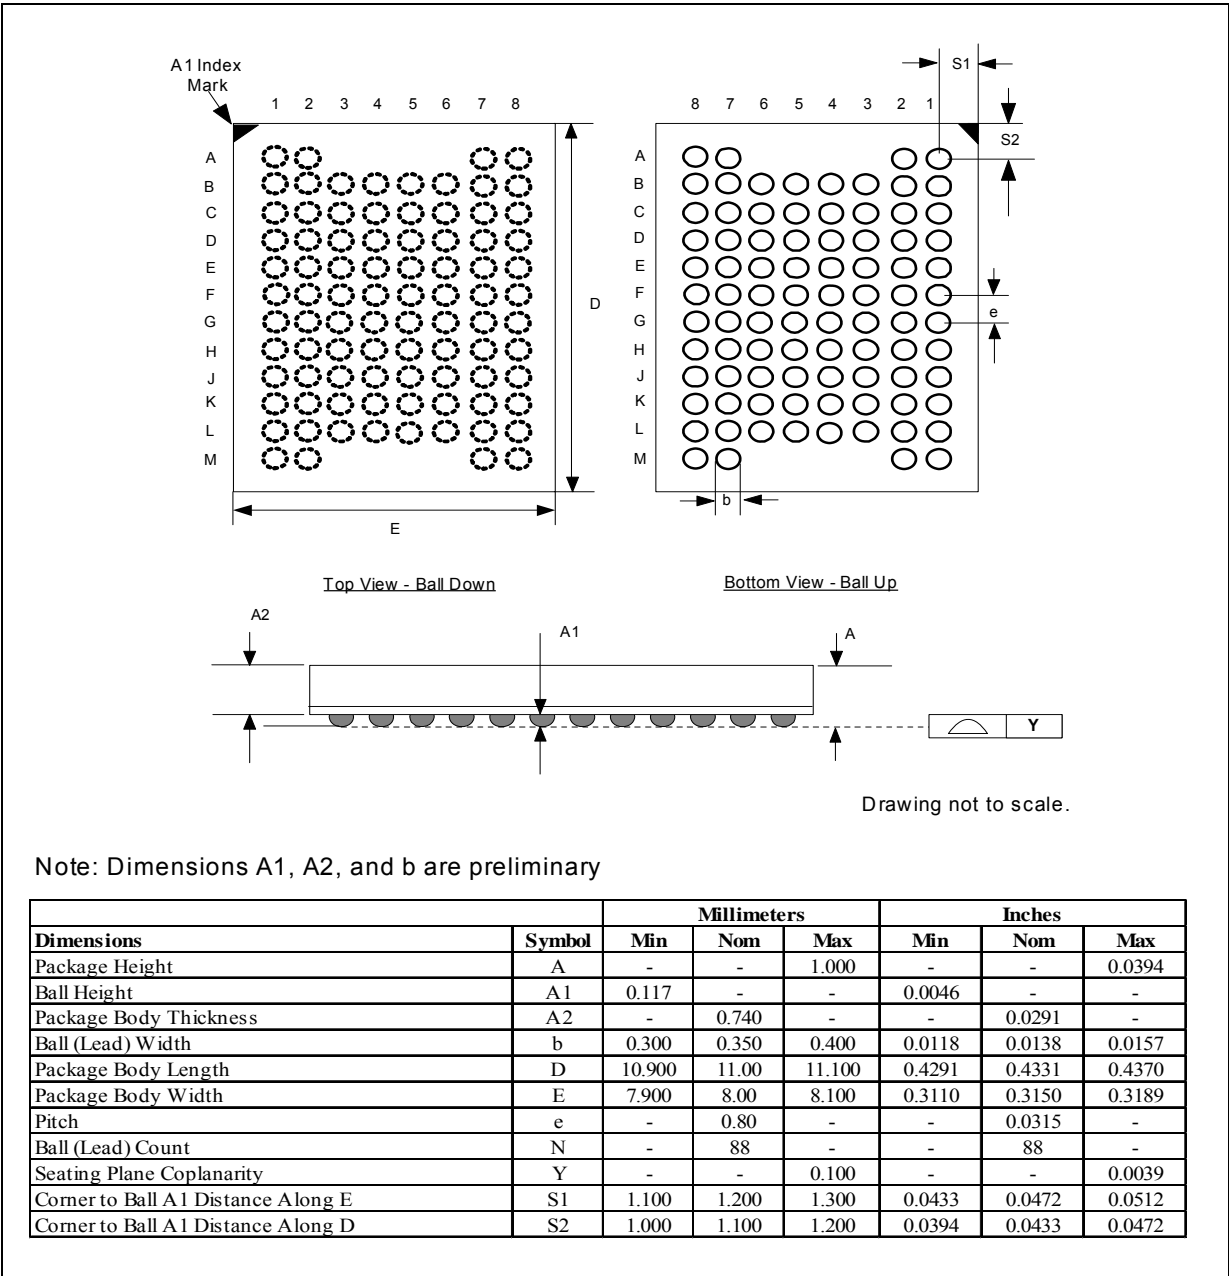 A1 Index
Mark
1 2 3 4 5 6 7 8
8 7 6 5 4 3 2 1
S1
S2
A
B
C
D
E
F
G
H
J
K
L
M
D
E
A
B
C
D
E
F
G
H
J
K
L
M
e
b
Top View - Ball Down
Bottom View - Ball Up
A2
A1
A
Y
Drawing not to scale.
Note: Dimensions A1, A2, and b are preliminary
Millimeters Inches
Dimensions Symbol Min Nom Max Min Nom Max
Package Height A - - 1.000 - - 0.0394
Ball Height A1 0.117 - - 0.0046 - -
Package Body Thickness A2 - 0.740 - - 0.0291 -
Ball (Lead) Width b 0.300 0.350 0.400 0.0118 0.0138 0.0157
Package Body Length D 10.900 11.00 11.100 0.4291 0.4331 0.4370
Package Body Width E 7.900 8.00 8.100 0.3110 0.3150 0.3189
Pitch e - 0.80 - - 0.0315 -
Ball (Lead) Count N - 88 - - 88 -
Seating Plane Coplanarity Y - - 0.100 - - 0.0039
Corner to Ball A1 Distance Along E S1 1.100 1.200 1.300 0.0433 0.0472 0.0512
Corner to Ball A1 Distance Along D S2 1.000 1.100 1.200 0.0394 0.0433 0.0472